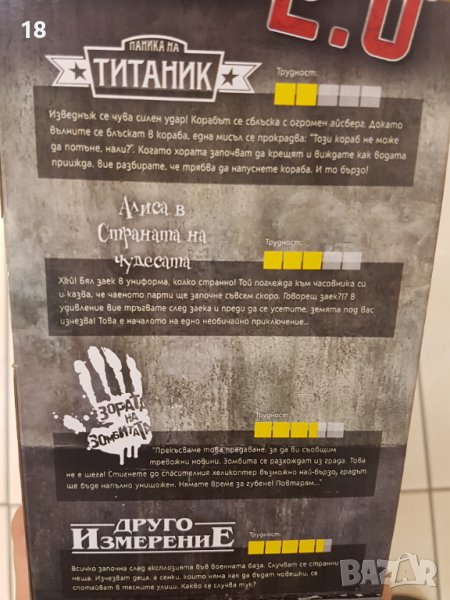 18
2.0
ПАНИКА НА
ТИТАНИК
Трудност:
Изведнъж се чува силен удар! Корабът се сблъска с огромен айсберг. Докато
вълните се блъскат в кораба, една мисъл се прокрадва: "Този кораб не може
да потъне, нали?". Когато хората започват да крещят и виждате как водата
приижда, вие разбирате, че трябва да напуснете кораба. И то бързо!
Алиса в
Страната на
чудесата
Трудност:
Хъй! Бял заек в униформа, колко странно! Той поглежда към часовника си
и казва, че чаеното парти ще започне съвсем скоро. Говорещ заек?!? В
удивление вие тръгвате след заека и преди да се усетите, земята под вас
изчезва! Това е началото на едно необичайно приключение...
ЗОРАТА
НА
ЗОМБИТАТА
Трудност:
"Прекъсваме това предаване, за да ви съобщим
тревожни новини. Зомбита се разхождат из града. Това
не е шега! Стигнете до спасителния хеликоптер възможно най-бързо, градът
ще бъде напълно унищожен. Нямате време за губене! Повтарям..."
ДРУГО
ИЗМЕРЕНИЕ
Трудност:
Всичко започна след експлозията във военната база. Случват се странни
неща. Изчезват деца, а сенки, които няма как да бъдат човешки, се
спотайват в тесните улици. Какво се случва тук?
BAZAR